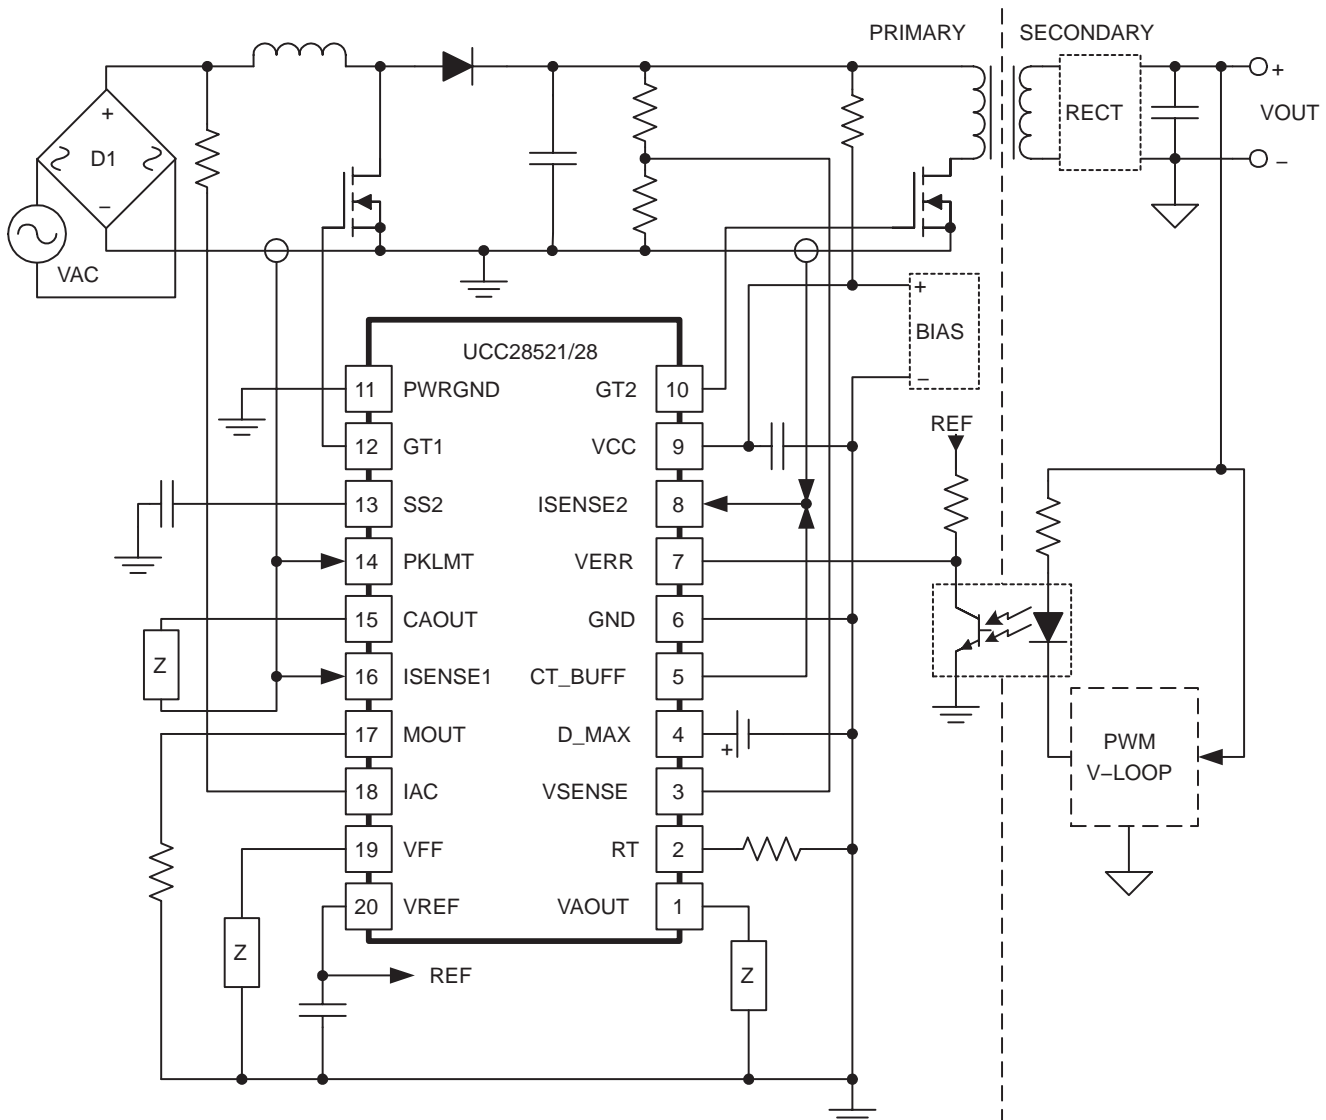 PRIMARY SECONDARY
+ D1 −
RECT
+
VOUT
−
VAC
+
BIAS
−
UCC28521/28
11 PWRGND GT2 10
REF
12 GT1 VCC 9
13 SS2 ISENSE2 8
14 PKLMT VERR 7
15 CAOUT GND 6
Z
16 ISENSE1 CT_BUFF 5
17 MOUT D_MAX 4 +
PWM
V−LOOP
18 IAC VSENSE 3
19 VFF RT 2
20 VREF VAOUT 1
Z
REF
Z